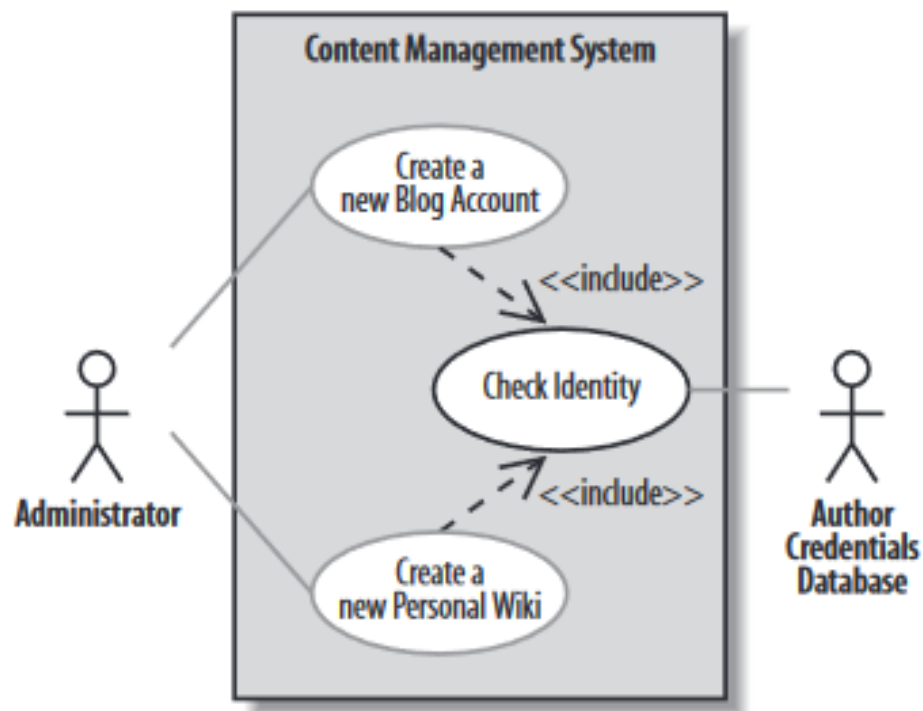 Content Management System
Create a
new Blog Account
<<include>>
Check Identity
<<include>>
Administrator
Author
Credentials
Database
Create a
new Personal Wiki